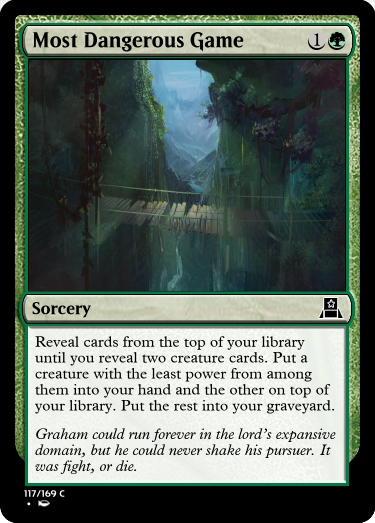 Most Dangerous Game 1
Sorcery
Reveal cards from the top of your library
until you reveal two creature cards. Put a
creature with the least power from among
them into your hand and the other on top of
your library. Put the rest into your graveyard.
Graham could run forever in the lord's expansive
domain, but he could never shake his pursuer. It
was fight, or die.
117/169 C